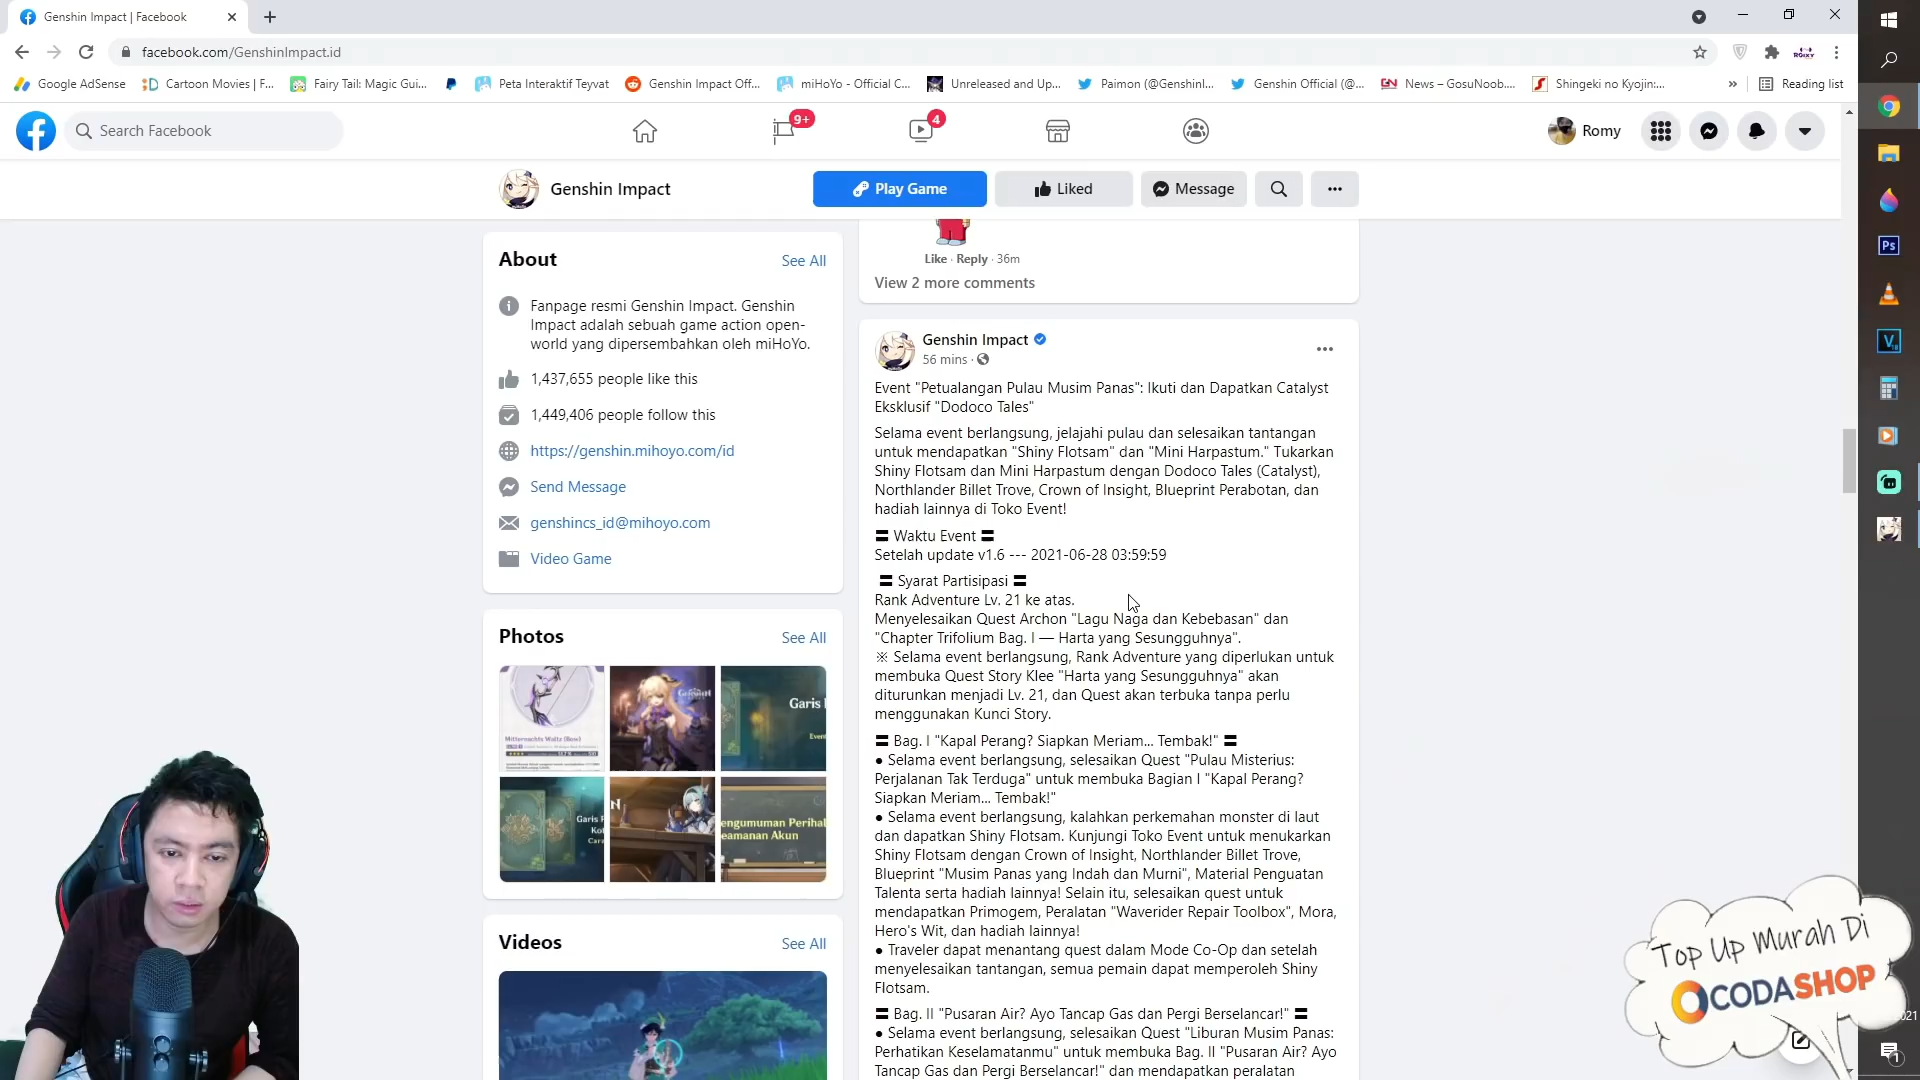 Genshin Impact | Facebook
facebook.com/GenshinImpact.id
Google AdSense
Cartoon Movies | F...
Fairy Tail: Magic Gui...
Peta Interaktif Teyvat
Genshin Impact Off...
miHoYo - Official C...
Unreleased and Up...
Paimon (@GenshinI...
Genshin Official (@...
News – GosuNoob....
Shingeki no Kyojin:...
»
Reading list
Search Facebook
9+
4
Romy
Genshin Impact
Play Game
Liked
Message
About
See All
Fanpage resmi Genshin Impact. Genshin
Impact adalah sebuah game action open-
world yang dipersembahkan oleh miHoYo.
1,437,655 people like this
1,449,406 people follow this
https://genshin.mihoyo.com/id
Send Message
genshincs_id@mihoyo.com
Video Game
Photos
See All
Mitternachts Waltz (Bow)
Genshin
Garis
Garis
Kot
Cara
N
engumuman Perihal
eamanan Akun
Videos
See All
Like · Reply · 36m
View 2 more comments
Genshin Impact
56 mins ·
Event "Petualangan Pulau Musim Panas": Ikuti dan Dapatkan Catalyst
Eksklusif "Dodoco Tales"
Selama event berlangsung, jelajahi pulau dan selesaikan tantangan
untuk mendapatkan "Shiny Flotsam" dan "Mini Harpastum." Tukarkan
Shiny Flotsam dan Mini Harpastum dengan Dodoco Tales (Catalyst),
Northlander Billet Trove, Crown of Insight, Blueprint Perabotan, dan
hadiah lainnya di Toko Event!
〓 Waktu Event 〓
Setelah update v1.6 --- 2021-06-28 03:59:59
〓 Syarat Partisipasi 〓
Rank Adventure Lv. 21 ke atas.
Menyelesaikan Quest Archon "Lagu Naga dan Kebebasan" dan
"Chapter Trifolium Bag. I — Harta yang Sesungguhnya".
※ Selama event berlangsung, Rank Adventure yang diperlukan untuk
membuka Quest Story Klee "Harta yang Sesungguhnya" akan
diturunkan menjadi Lv. 21, dan Quest akan terbuka tanpa perlu
menggunakan Kunci Story.
〓 Bag. I "Kapal Perang? Siapkan Meriam... Tembak!" 〓
● Selama event berlangsung, selesaikan Quest "Pulau Misterius:
Perjalanan Tak Terduga" untuk membuka Bagian I "Kapal Perang?
Siapkan Meriam... Tembak!"
● Selama event berlangsung, kalahkan perkemahan monster di laut
dan dapatkan Shiny Flotsam. Kunjungi Toko Event untuk menukarkan
Shiny Flotsam dengan Crown of Insight, Northlander Billet Trove,
Blueprint "Musim Panas yang Indah dan Murni", Material Penguatan
Talenta serta hadiah lainnya! Selain itu, selesaikan quest untuk
mendapatkan Primogem, Peralatan "Waverider Repair Toolbox", Mora,
Hero's Wit, dan hadiah lainnya!
● Traveler dapat menantang quest dalam Mode Co-Op dan setelah
menyelesaikan tantangan, semua pemain dapat memperoleh Shiny
Flotsam.
〓 Bag. II "Pusaran Air? Ayo Tancap Gas dan Pergi Berselancar!" 〓
● Selama event berlangsung, selesaikan Quest "Liburan Musim Panas:
Perhatikan Keselamatanmu" untuk membuka Bag. II "Pusaran Air? Ayo
Tancap Gas dan Pergi Berselancar!" dan mendapatkan peralatan
Ps
Top Up Murah Di
CODASHOP
2021
1